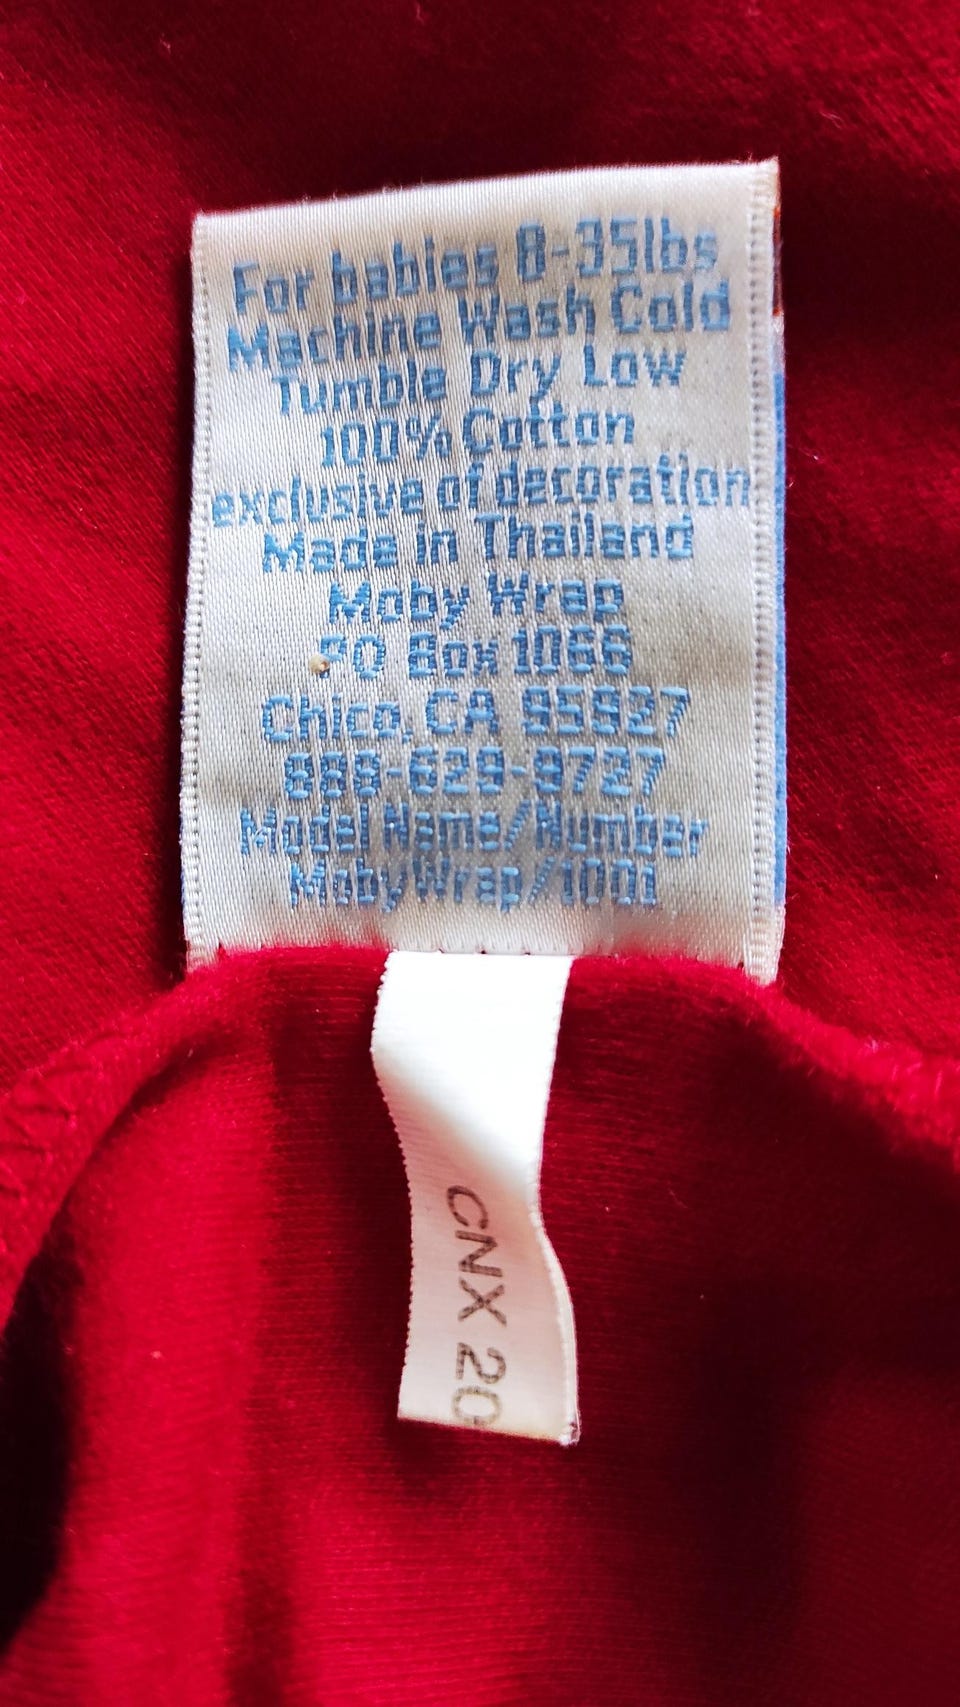 For babies 8-35lbs
Machine Wash Cold
Tumble Dry Low
100% Cotton
exclusive of decoration
Made in Thailand
Moby Wrap
PO Box 1066
Chico, CA 95927
888-629-9727
Model Name/Number
MobyWrap/1001
CNX 20